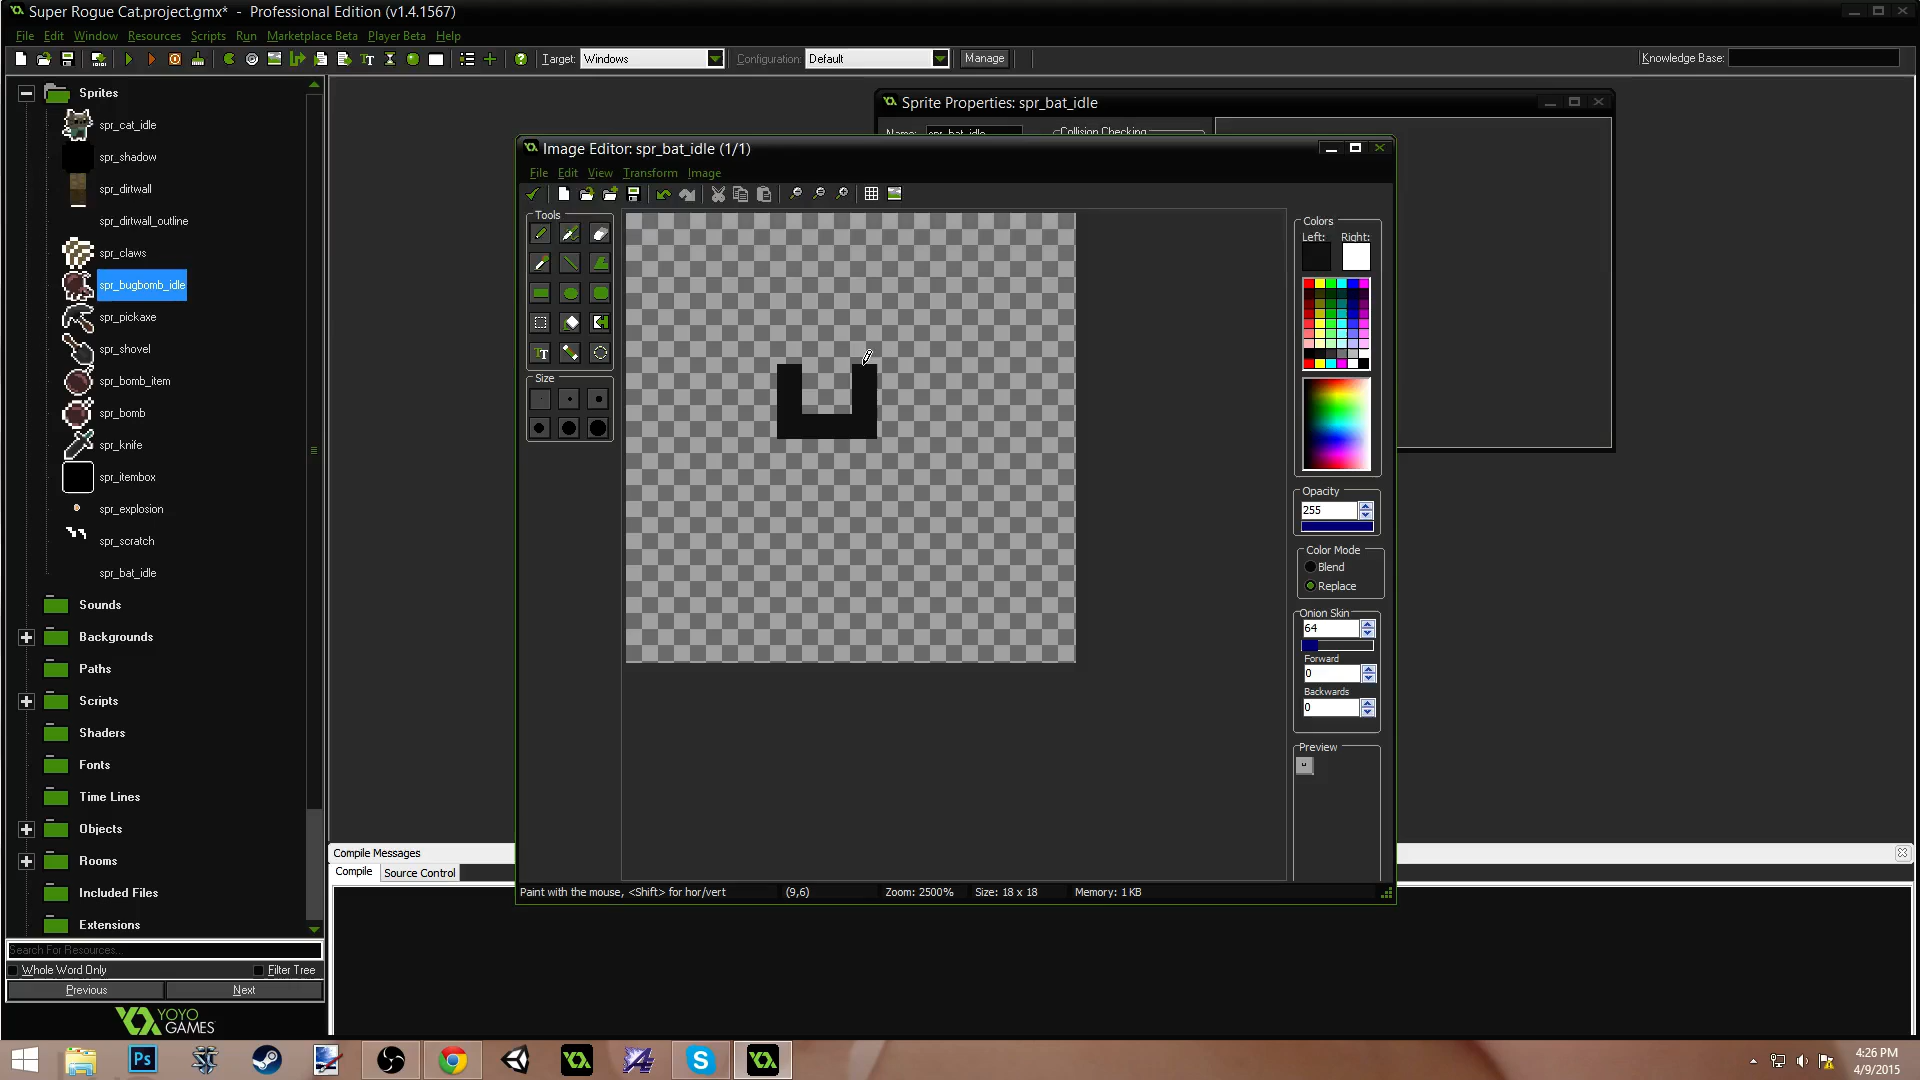 Super Rogue Cat.project.gmx* - Professional Edition (v1.4.1567)
File Edit Window Resources Scripts Run Marketplace Beta Player Beta Help
Target: Windows Configuration: Default Manage Knowledge Base:
Sprites
spr_cat_idle
spr_shadow
spr_dirtwall
spr_dirtwall_outline
spr_claws
spr_bugbomb_idle
spr_pickaxe
spr_shovel
spr_bomb_item
spr_bomb
spr_knife
spr_itembox
spr_explosion
spr_scratch
spr_bat_idle
Sounds
Backgrounds
Paths
Scripts
Shaders
Fonts
Time Lines
Objects
Rooms
Included Files
Extensions
Search For Resources...
Whole Word Only Filter Tree
Previous Next
YOYO
GAMES
Sprite Properties: spr_bat_idle
Name: spr_bat_idle Collision Checking
Image Editor: spr_bat_idle (1/1)
File Edit View Transform Image
Tools
TT
Size
Colors
Left: Right:
Opacity
255
Color Mode
Blend
Replace
Onion Skin
64
Forward
0
Backwards
0
Preview
Paint with the mouse, <Shift> for hor/vert (9,6) Zoom: 2500% Size: 18 x 18 Memory: 1 KB
Compile Messages
Compile Source Control
Ps
S
4:26 PM
4/9/2015